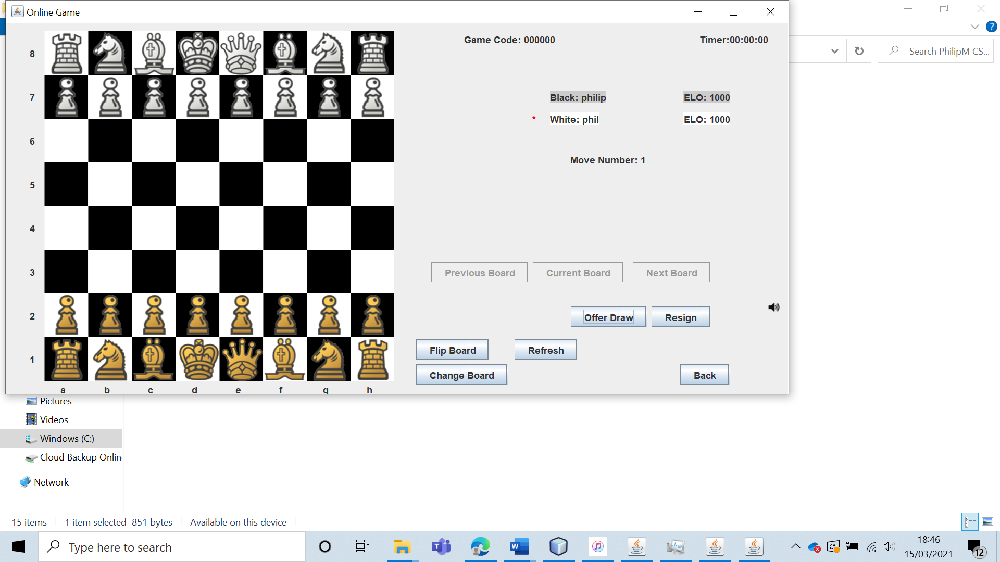 Online Game
8
7
6
5
4
3
2
1
a b c d e f g h
Game Code: 000000
Timer:00:00:00
Black: philip ELO: 1000
* White: phil ELO: 1000
Move Number: 1
Previous Board Current Board Next Board
Offer Draw Resign
Flip Board Refresh
Change Board Back
Search PhilipM CS...
?
Pictures
Videos
Windows (C:)
Cloud Backup Onlin
Network
15 items 1 item selected 851 bytes Available on this device
Type here to search
T
W
18:46
15/03/2021
12